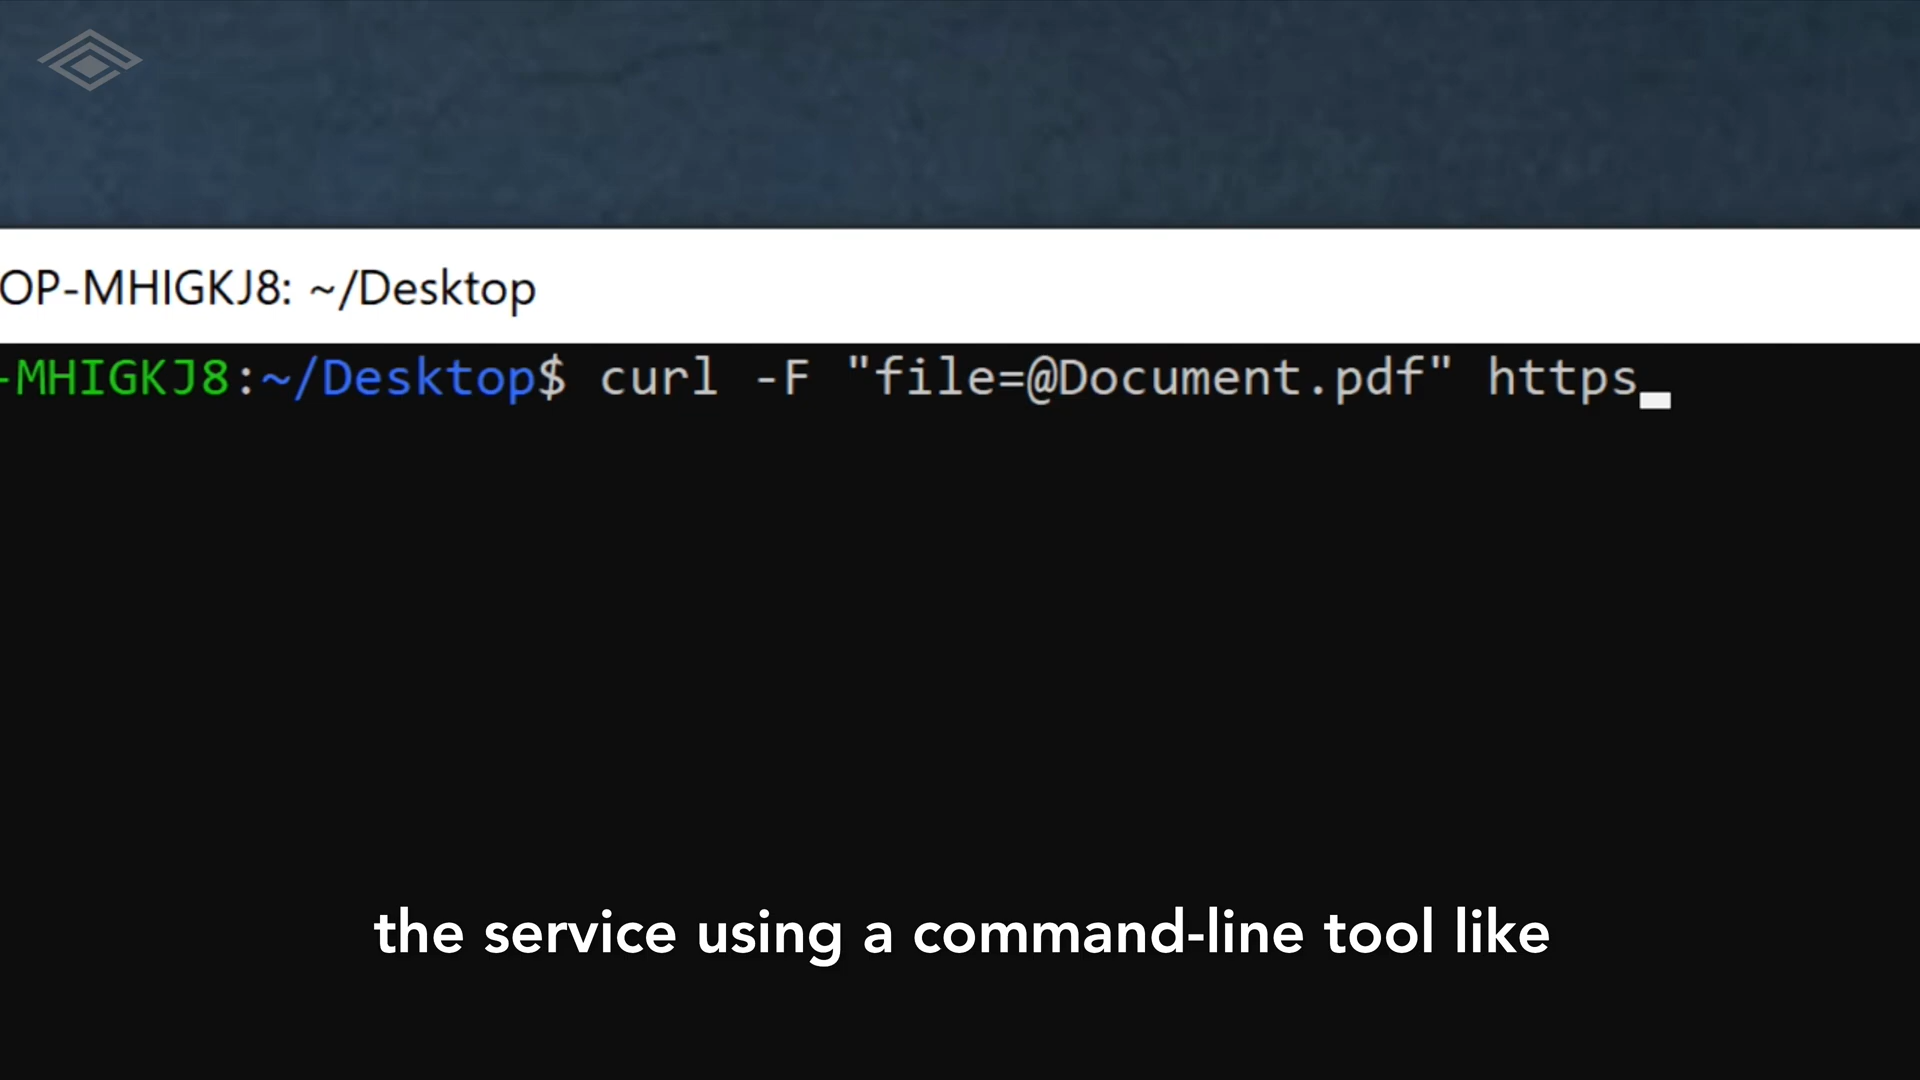 OP-MHIGKJ8: ~/Desktop
-MHIGKJ8:~/Desktop$ curl -F "file=@Document.pdf" https
the service using a command-line tool like